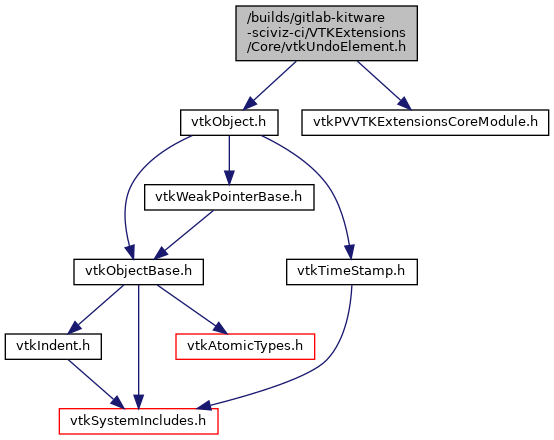 /builds/gitlab-kitware
-sciviz-ci/VTKExtensions
/Core/vtkUndoElement.h
vtkObject.h
vtkPVVTKExtensionsCoreModule.h
vtkWeakPointerBase.h
vtkObjectBase.h
vtkTimeStamp.h
vtkIndent.h
vtkAtomicTypes.h
vtkSystemIncludes.h